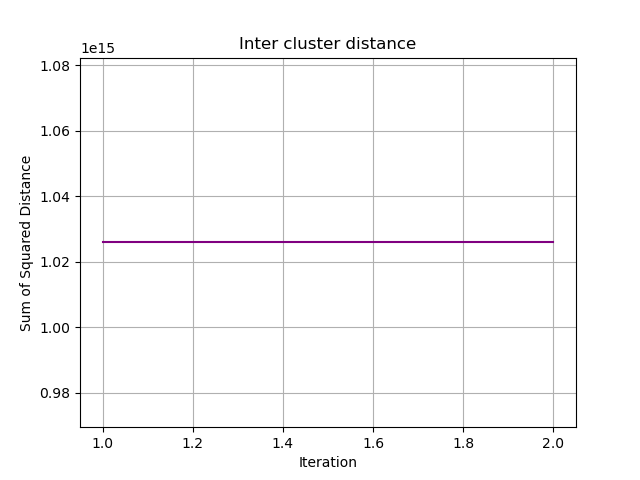 Inter cluster distance
1e15
1.08
1.06
1.04
1.02
1.00
0.98
Sum of Squared Distance
1.0 1.2 1.4 1.6 1.8 2.0
Iteration